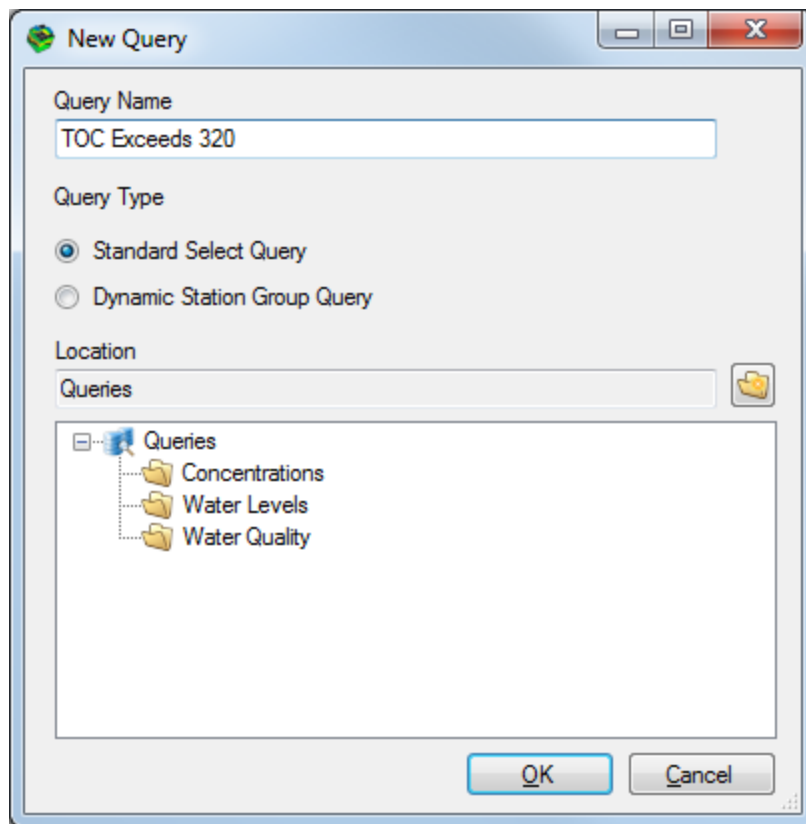 New Query
Query Name
TOC Exceeds 320
Query Type
Standard Select Query
Dynamic Station Group Query
Location
Queries
Queries
Concentrations
Water Levels
Water Quality
OK Cancel